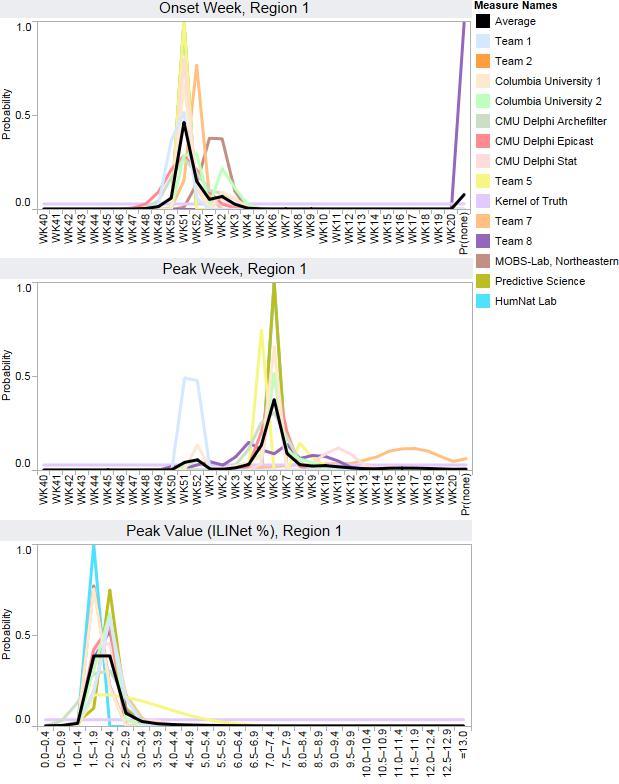 Onset Week, Region 1
Measure Names
Average
Team 1
Team 2
Columbia University 1
Columbia University 2
CMU Delphi Archefilter
CMU Delphi Epicast
CMU Delphi Stat
Team 5
Kernel of Truth
Team 7
Team 8
MOBS-Lab, Northeastern
Predictive Science
HumNat Lab
1.0
0.5
0.0
Probability
WK40
WK41
WK42
WK43
WK44
WK45
WK46
WK47
WK48
WK49
WK50
WK51
WK52
WK1
WK2
WK3
WK4
WK5
WK6
WK7
WK8
WK9
WK10
WK11
WK12
WK13
WK14
WK15
WK16
WK17
WK18
WK19
WK20
Pr(none)
Peak Week, Region 1
1.0
0.5
0.0
Probability
WK40
WK41
WK42
WK43
WK44
WK45
WK46
WK47
WK48
WK49
WK50
WK51
WK52
WK1
WK2
WK3
WK4
WK5
WK6
WK7
WK8
WK9
WK10
WK11
WK12
WK13
WK14
WK15
WK16
WK17
WK18
WK19
WK20
Pr(none)
Peak Value (ILINet %), Region 1
1.0
0.5
0.0
Probability
0.0–0.4
0.5–0.9
1.0–1.4
1.5–1.9
2.0–2.4
2.5–2.9
3.0–3.4
3.5–3.9
4.0–4.4
4.5–4.9
5.0–5.4
5.5–5.9
6.0–6.4
6.5–6.9
7.0–7.4
7.5–7.9
8.0–8.4
8.5–8.9
9.0–9.4
9.5–9.9
10.0–10.4
10.5–10.9
11.0–11.4
11.5–11.9
12.0–12.4
12.5–12.9
=13.0